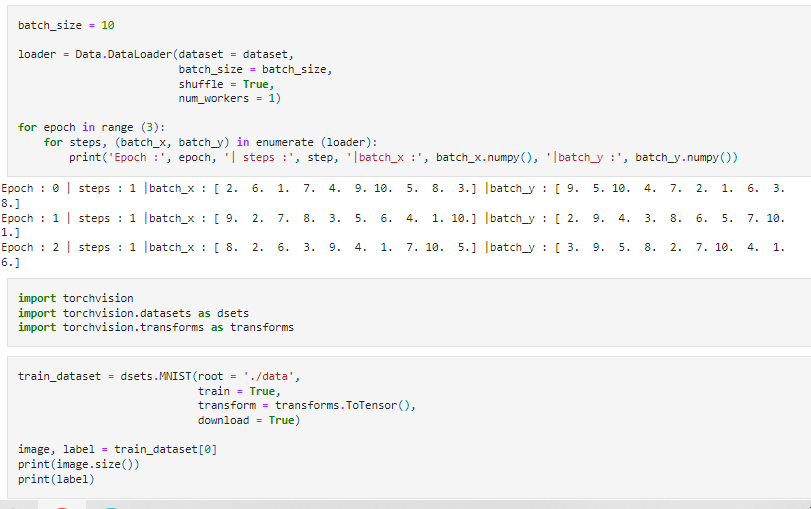 batch_size = 10
loader = Data.DataLoader(dataset = dataset,
batch_size = batch_size,
shuffle = True,
num_workers = 1)
for epoch in range (3):
for steps, (batch_x, batch_y) in enumerate (loader):
print('Epoch :', epoch, '| steps :', step, '|batch_x :', batch_x.numpy(), '|batch_y :', batch_y.numpy())
Epoch : 0 | steps : 1 |batch_x : [ 2. 6. 1. 7. 4. 9. 10. 5. 8. 3.] |batch_y : [ 9. 5. 10. 4. 7. 2. 1. 6. 3.
8.]
Epoch : 1 | steps : 1 |batch_x : [ 9. 2. 7. 8. 3. 5. 6. 4. 1. 10.] |batch_y : [ 2. 9. 4. 3. 8. 6. 5. 7. 10.
1.]
Epoch : 2 | steps : 1 |batch_x : [ 8. 2. 6. 3. 9. 4. 1. 7. 10. 5.] |batch_y : [ 3. 9. 5. 8. 2. 7. 10. 4. 1.
6.]
import torchvision
import torchvision.datasets as dsets
import torchvision.transforms as transforms
train_dataset = dsets.MNIST(root = './data',
train = True,
transform = transforms.ToTensor(),
download = True)
image, label = train_dataset[0]
print(image.size())
print(label)